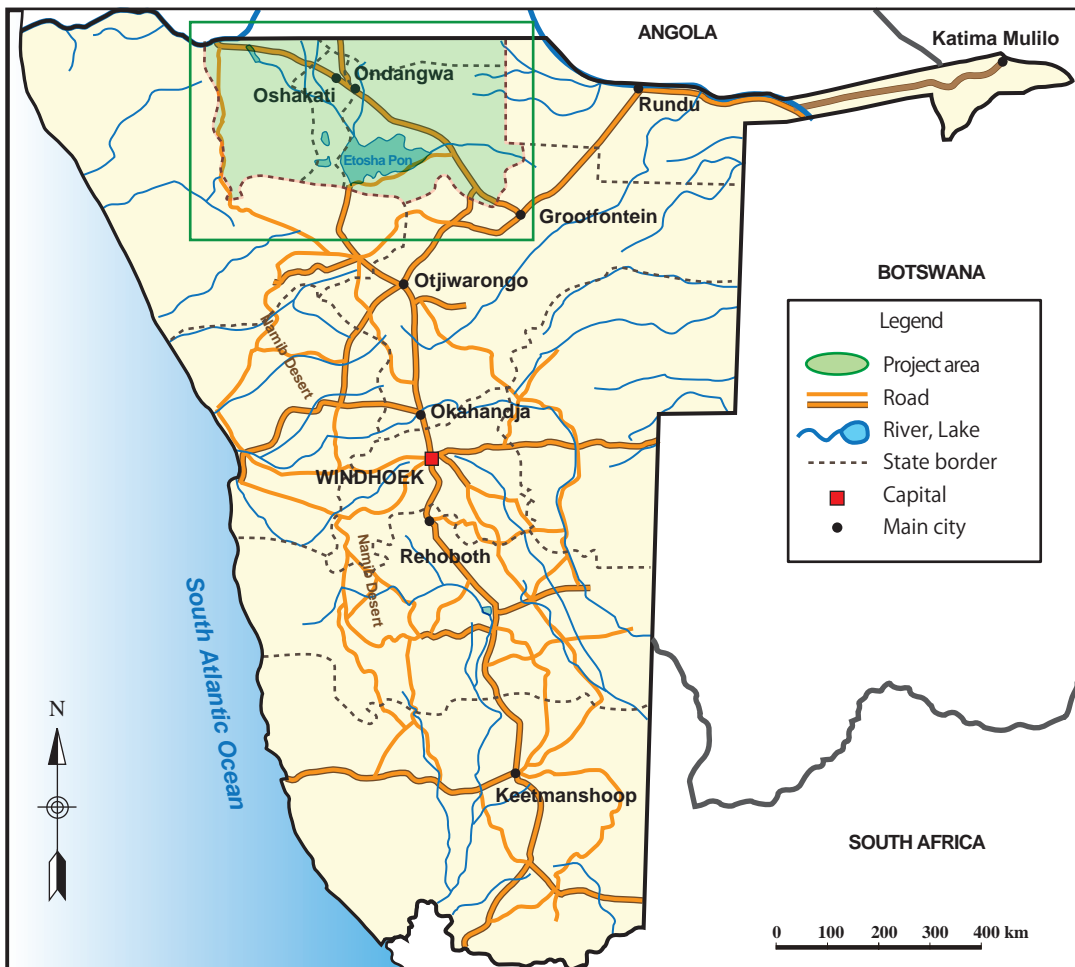 ANGOLA
Katima Mulilo
Ondangwa
Oshakati
Rundu
Etosha Pon
Grootfontein
BOTSWANA
Otjiwarongo
Legend
Namib Desert
Project area
Road
Okahandja
River, Lake
State border
WINDHOEK
Capital
Main city
Rehoboth
Namib Desert
South Atlantic Ocean
N
Keetmanshoop
SOUTH AFRICA
0 100 200 300 400 km